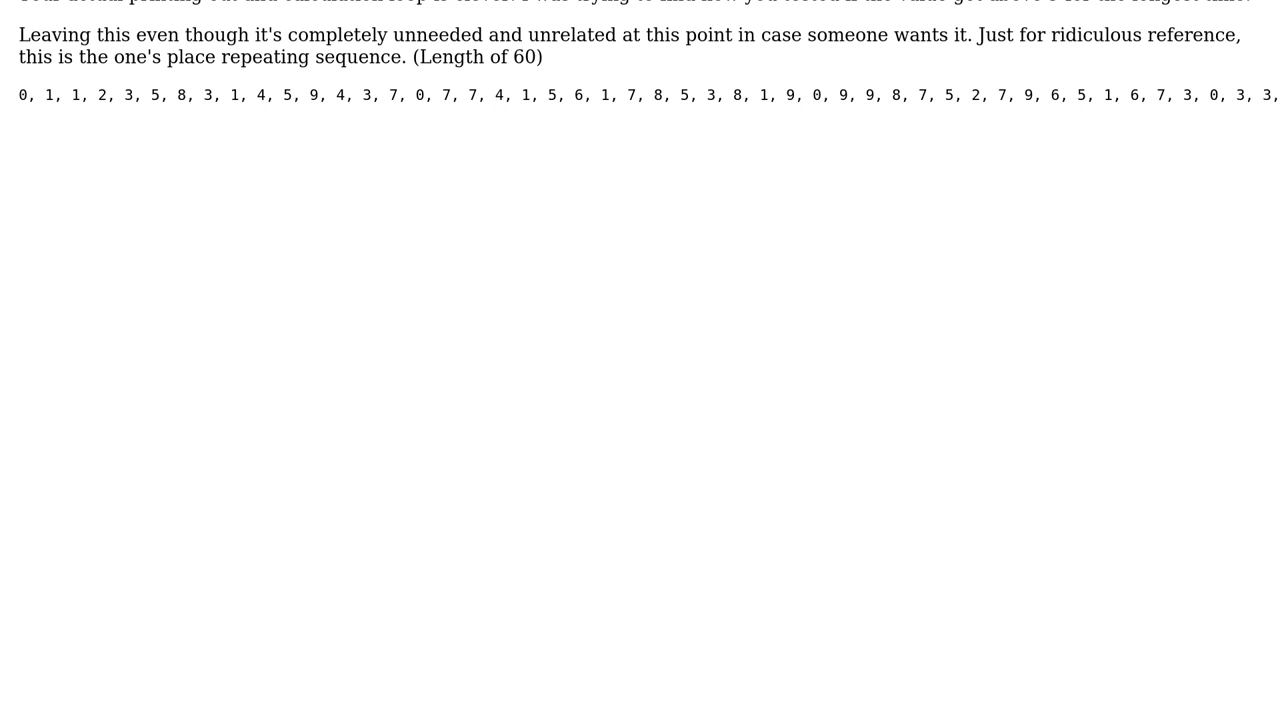 Leaving this even though it's completely unneeded and unrelated at this point in case someone wants it. Just for ridiculous reference,
this is the one's place repeating sequence. (Length of 60)
0, 1, 1, 2, 3, 5, 8, 3, 1, 4, 5, 9, 4, 3, 7, 0, 7, 7, 4, 1, 5, 6, 1, 7, 8, 5, 3, 8, 1, 9, 0, 9, 9, 8, 7, 5, 2, 7, 9, 6, 5, 1, 6, 7, 3, 0, 3, 3,